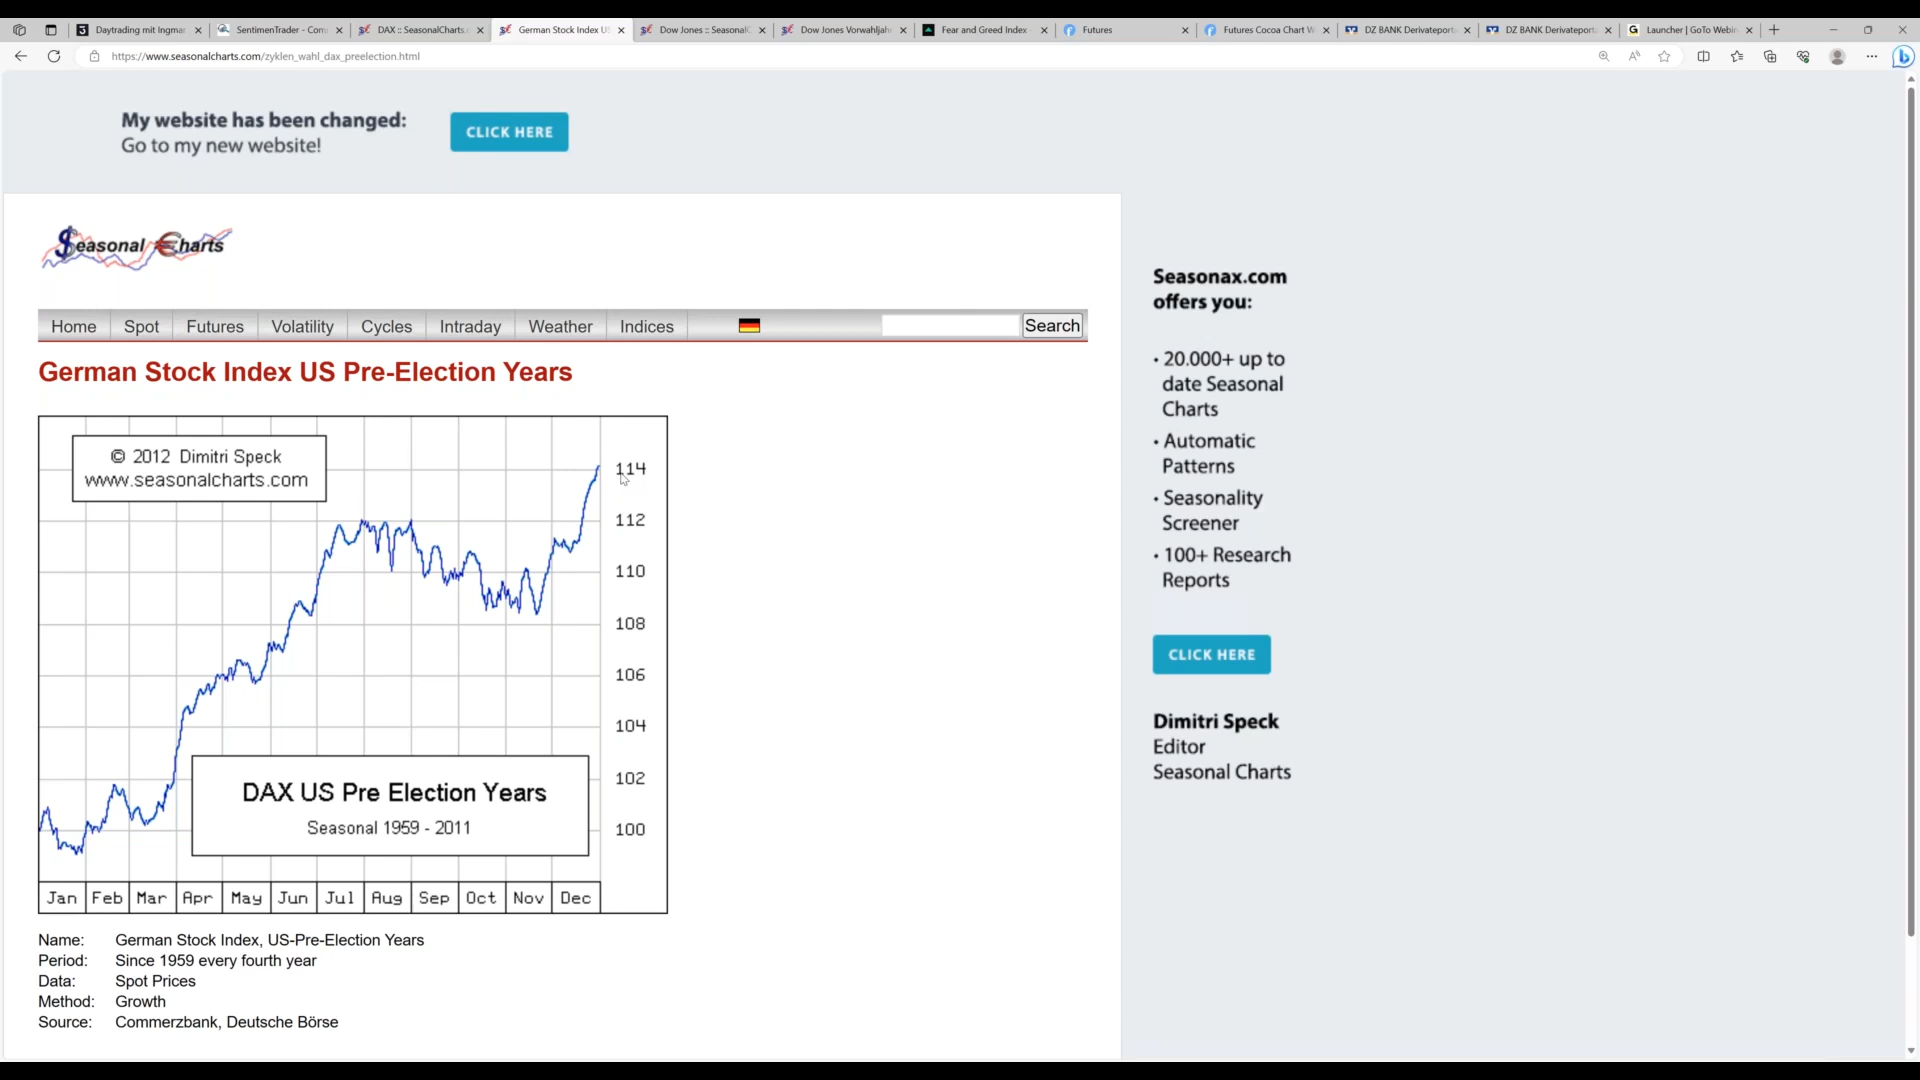 Daytrading mit Ingmar
SentimenTrader - Com
DAX :: SeasonalCharts.
German Stock Index U
Dow Jones :: Seasonal
Dow Jones Vorwahljah
Fear and Greed Index
Futures
Futures Cocoa Chart
DZ BANK Derivateport
DZ BANK Derivateport
Launcher | GoTo Webin
https://www.seasonalcharts.com/zyklen_wahl_dax_preelection.html
My website has been changed:
Go to my new website!
CLICK HERE
$easonal €harts
Home
Spot
Futures
Volatility
Cycles
Intraday
Weather
Indices
Search
German Stock Index US Pre-Election Years
© 2012 Dimitri Speck
www.seasonalcharts.com
114
112
110
108
106
104
102
100
DAX US Pre Election Years
Seasonal 1959 - 2011
Jan Feb Mar Apr May Jun Jul Aug Sep Oct Nov Dec
Name: German Stock Index, US-Pre-Election Years
Period: Since 1959 every fourth year
Data: Spot Prices
Method: Growth
Source: Commerzbank, Deutsche Börse
Seasonax.com
offers you:
• 20.000+ up to
date Seasonal
Charts
• Automatic
Patterns
• Seasonality
Screener
• 100+ Research
Reports
CLICK HERE
Dimitri Speck
Editor
Seasonal Charts